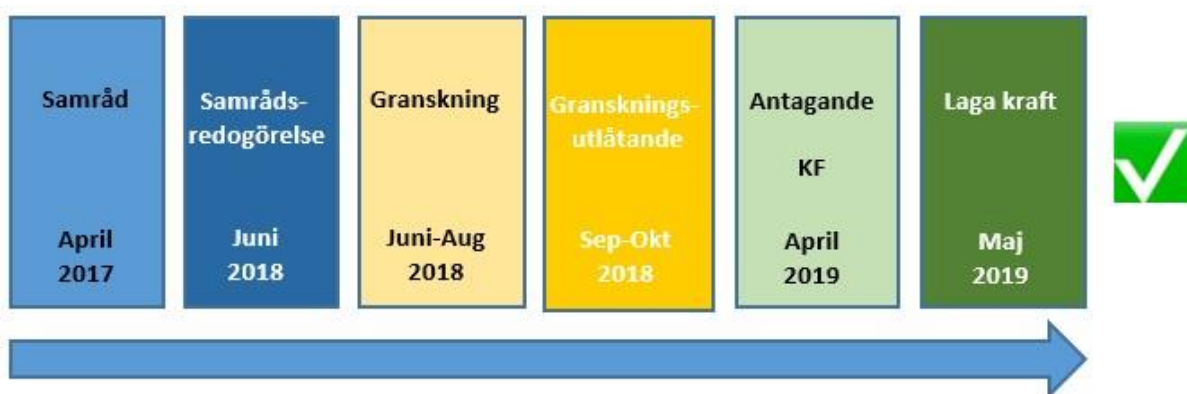 Samråd
April
2017
Samråds-
redogörelse
Juni
2018
Granskning
Juni-Aug
2018
Gransknings-
utlåtande
Sep-Okt
2018
Antagande
KF
April
2019
Laga kraft
Maj
2019